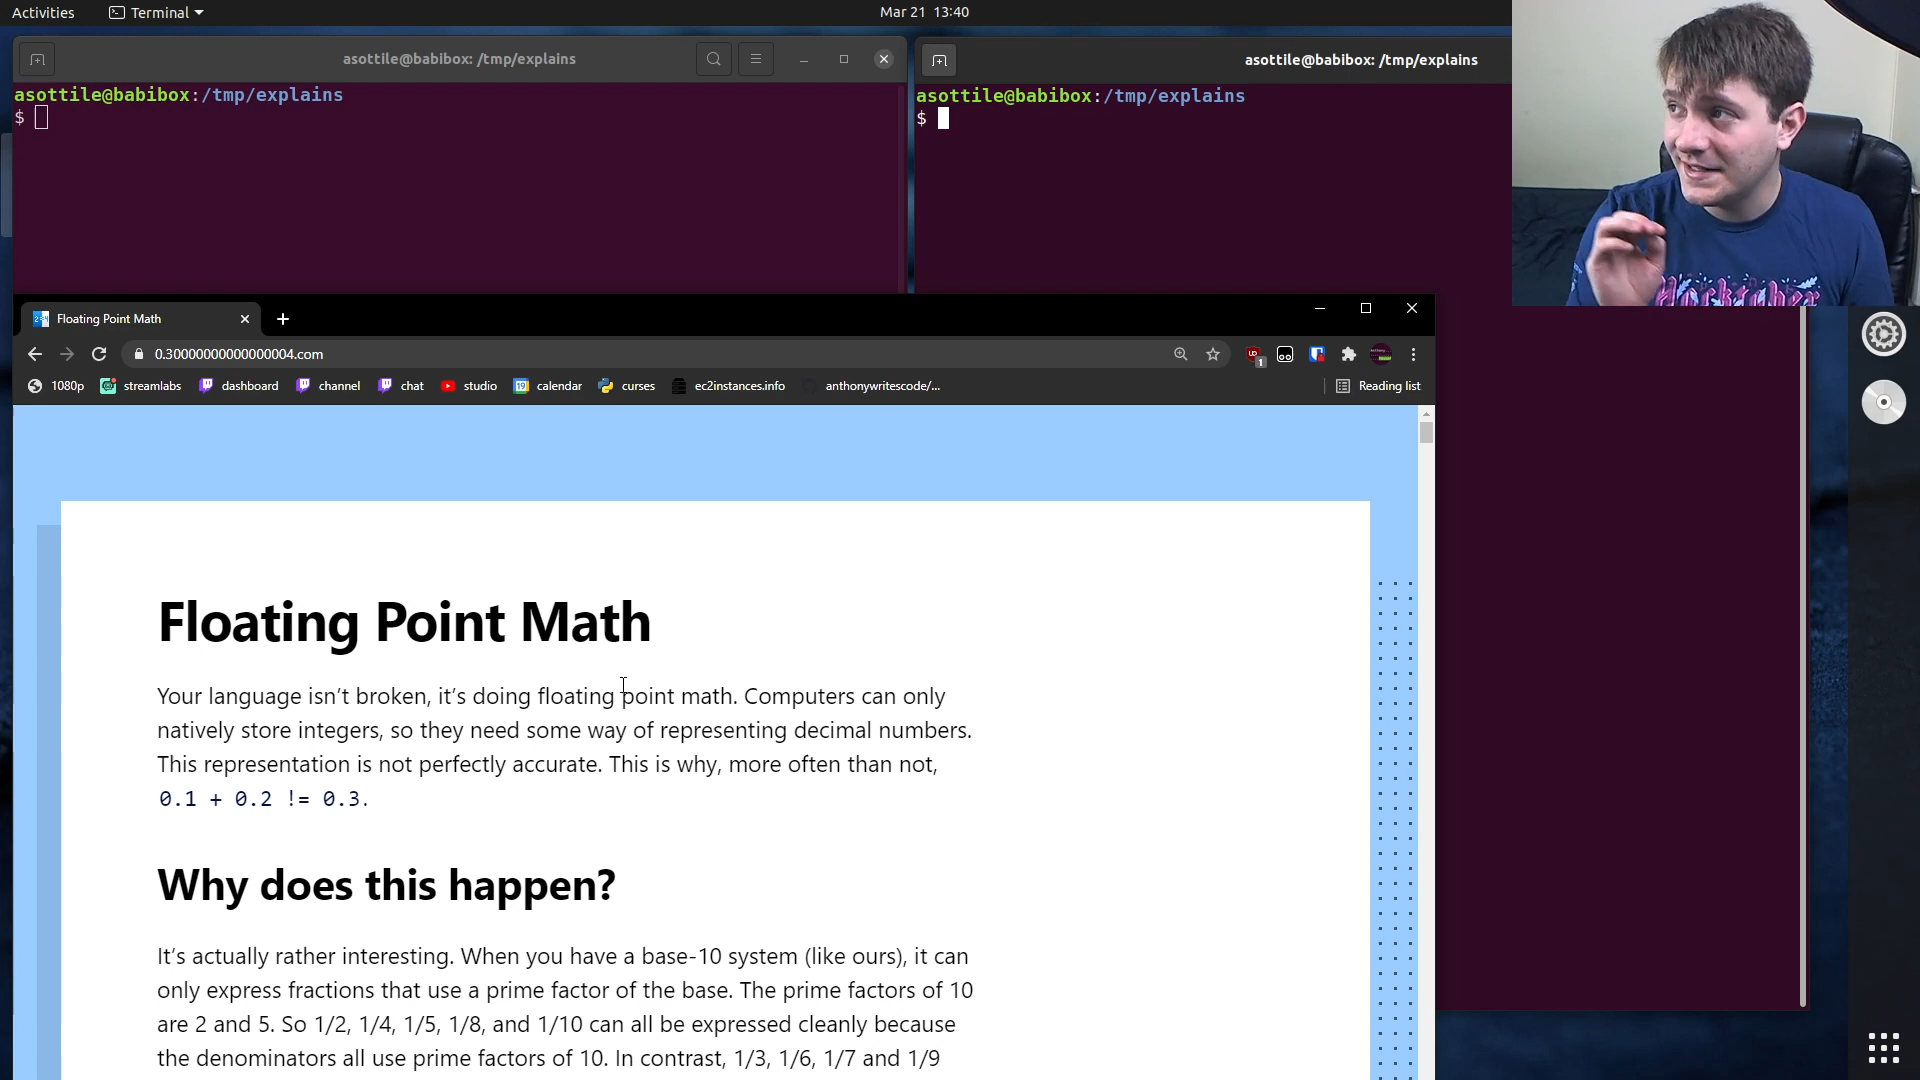 Activities
Terminal
Mar 21 13:40
asottile@babibox: /tmp/explains
asottile@babibox: /tmp/explains
asottile@babibox:/tmp/explains
$
asottile@babibox:/tmp/explains
$
Floating Point Math
0.30000000000000004.com
1080p
streamlabs
dashboard
channel
chat
studio
calendar
curses
ec2instances.info
anthonywritescode/...
Reading list
Floating Point Math
Your language isn't broken, it's doing floating point math. Computers can only
natively store integers, so they need some way of representing decimal numbers.
This representation is not perfectly accurate. This is why, more often than not,
0.1 + 0.2 != 0.3.
Why does this happen?
It's actually rather interesting. When you have a base-10 system (like ours), it can
only express fractions that use a prime factor of the base. The prime factors of 10
are 2 and 5. So 1/2, 1/4, 1/5, 1/8, and 1/10 can all be expressed cleanly because
the denominators all use prime factors of 10. In contrast, 1/3, 1/6, 1/7 and 1/9